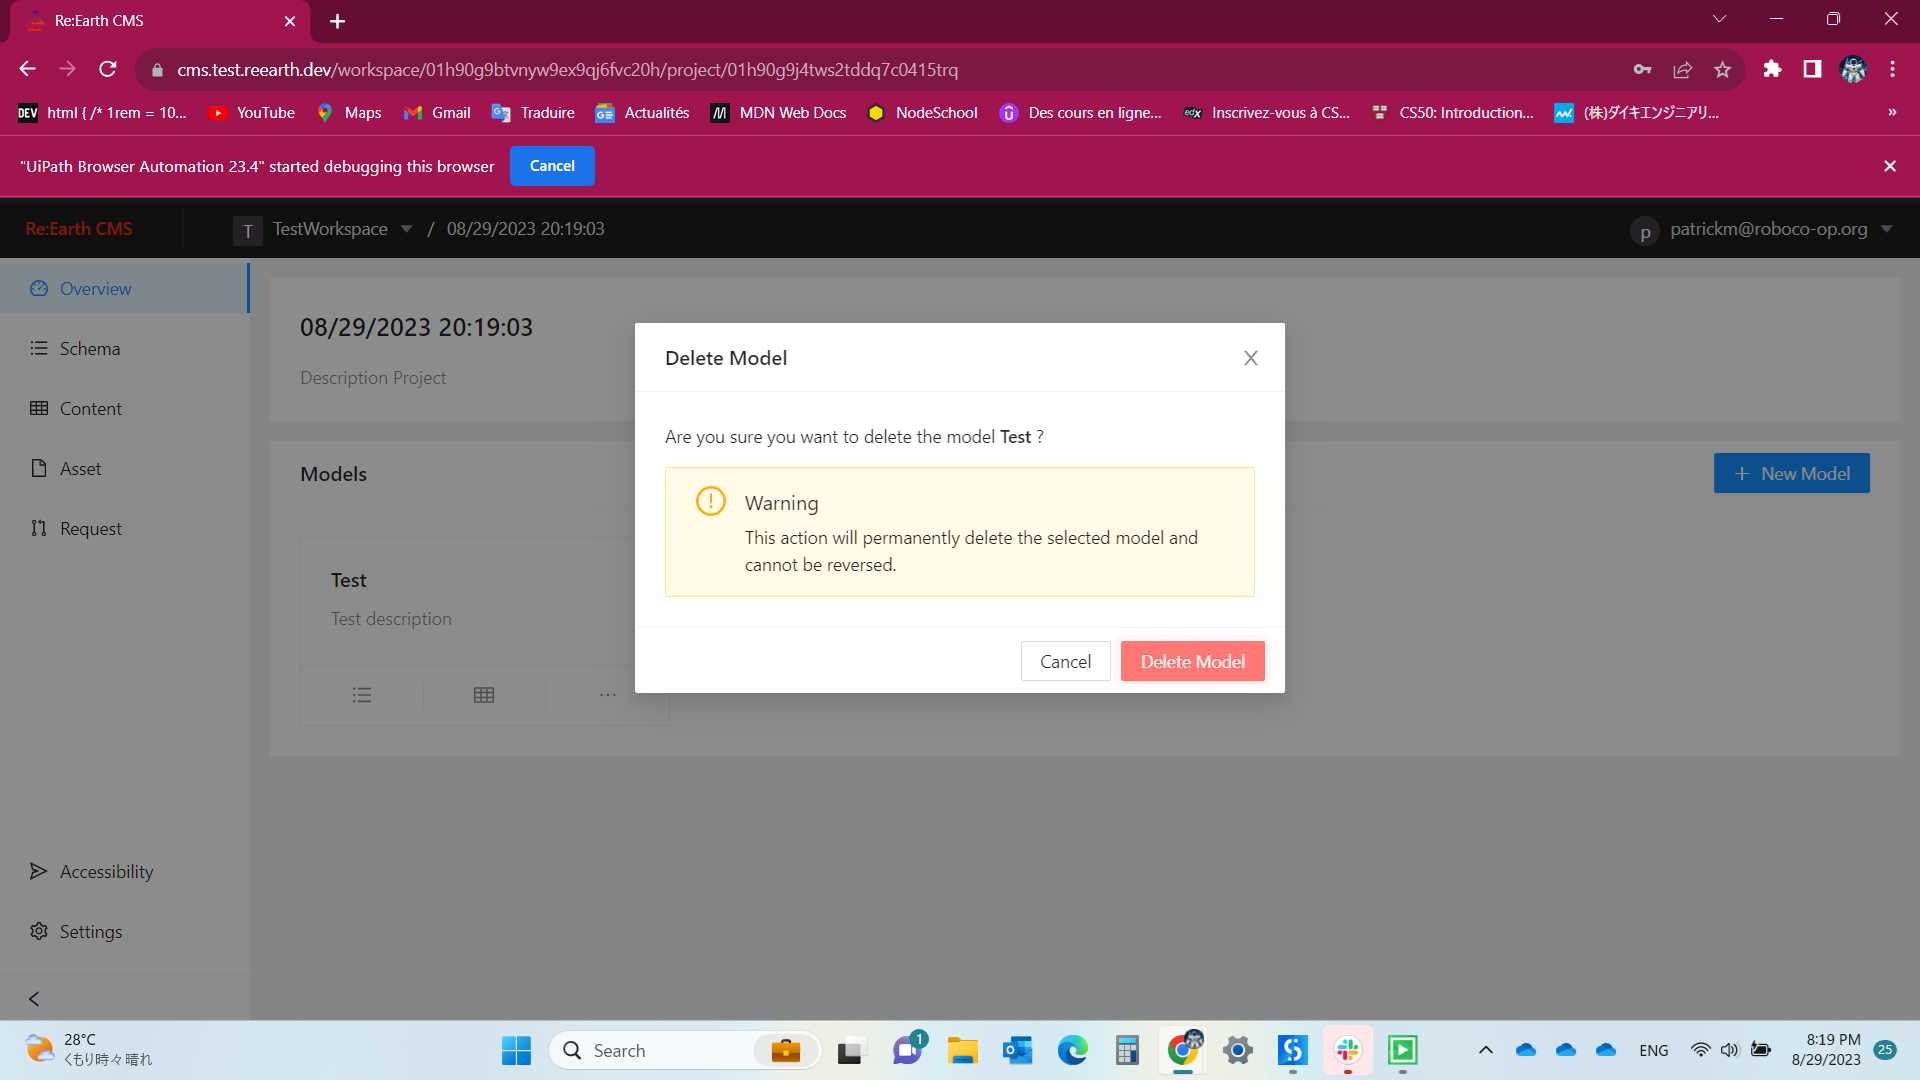 Re:Earth CMS
cms.test.reearth.dev/workspace/01h90g9btvnyw9ex9qj6fvc20h/project/01h90g9j4tws2tddq7c0415trq
DEV html { /* 1rem = 10... YouTube Maps Gmail Traduire Actualités MDN Web Docs NodeSchool Des cours en ligne... edX Inscrivez-vous à CS... CS50: Introduction... (株)ダイキエンジニアリ... »
"UiPath Browser Automation 23.4" started debugging this browser Cancel
Re:Earth CMS T TestWorkspace / 08/29/2023 20:19:03 p patrickm@roboco-op.org
Overview
Schema
Content
Asset
Request
Accessibility
Settings
08/29/2023 20:19:03
Description Project
Models
New Model
Test
Test description
Delete Model
Are you sure you want to delete the model Test ?
Warning
This action will permanently delete the selected model and
cannot be reversed.
Cancel Delete Model
28°C
くもり時々晴れ
Search
1
ENG
8:19 PM
8/29/2023
25